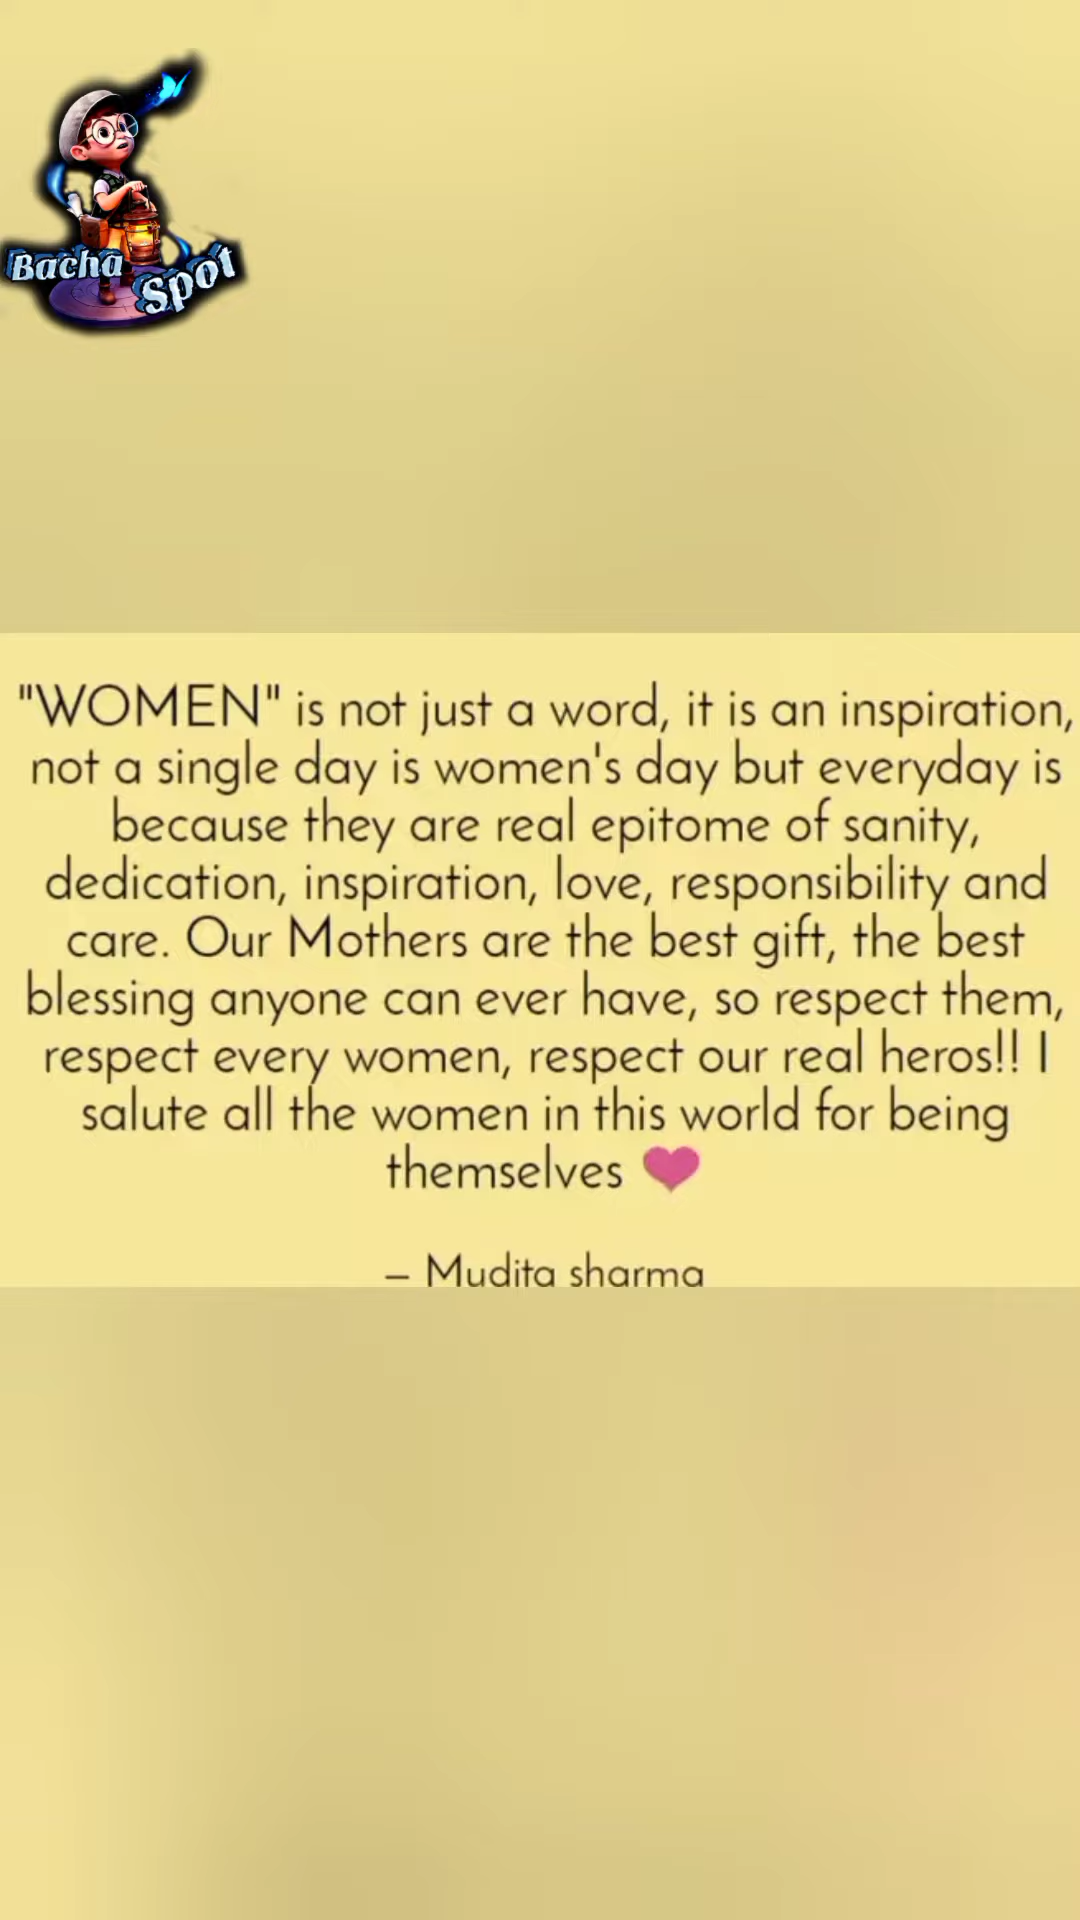 Bacha
Spot
"WOMEN" is not just a word, it is an inspiration,
not a single day is women's day but everyday is
because they are real epitome of sanity,
dedication, inspiration, love, responsibility and
care. Our Mothers are the best gift, the best
blessing anyone can ever have, so respect them,
respect every women, respect our real heros!! I
salute all the women in this world for being
themselves 
– Mudita sharma